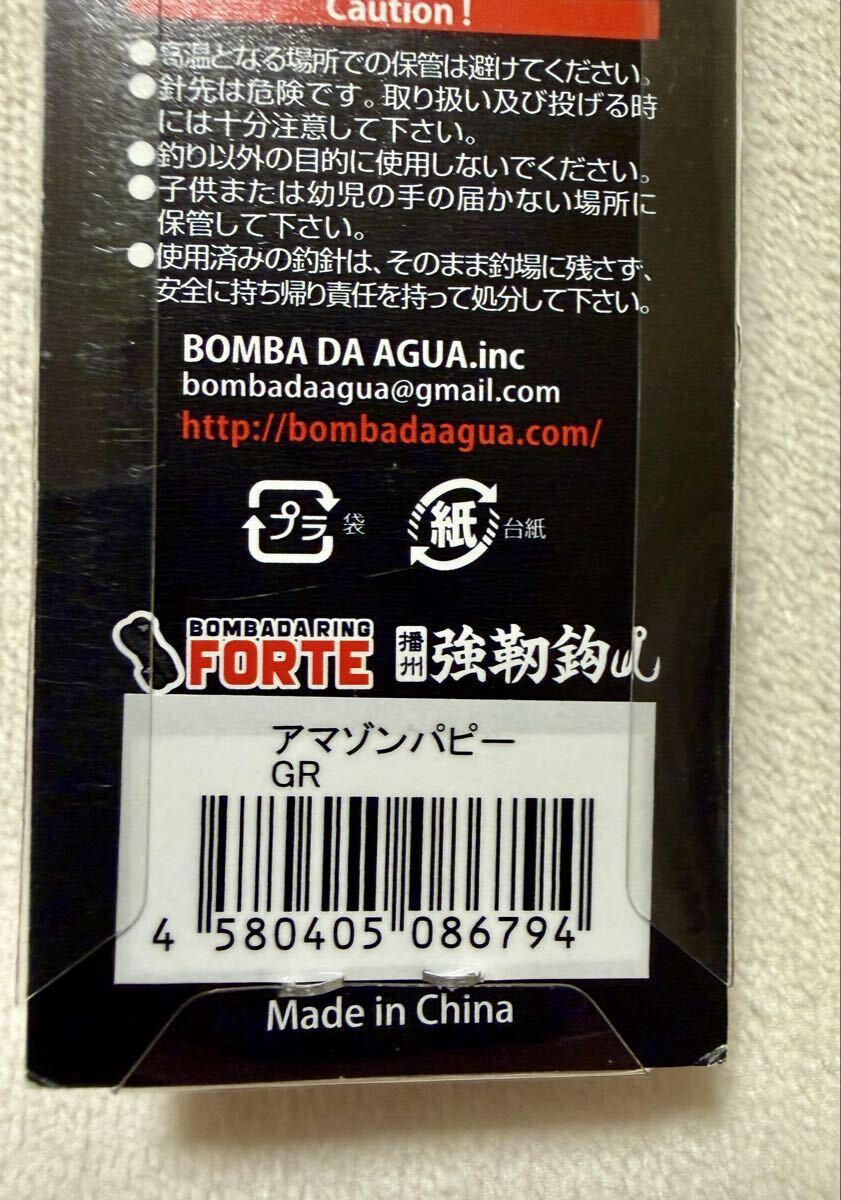 Caution !
●高温となる場所での保管は避けてください。
●針先は危険です。取り扱い及び投げる時
には十分注意して下さい。
●釣り以外の目的に使用しないでください。
●子供または幼児の手の届かない場所に
保管して下さい。
●使用済みの釣針は、そのまま釣場に残さず、
安全に持ち帰り責任を持って処分して下さい。
BOMBA DA AGUA.inc
bombadaagua@gmail.com
http://bombadaagua.com/
プラ 袋 紙 台紙
BOMBADA RING
FORTE 播州 強靭鈎
アマゾンパピー
GR
4 580405 086794
Made in China